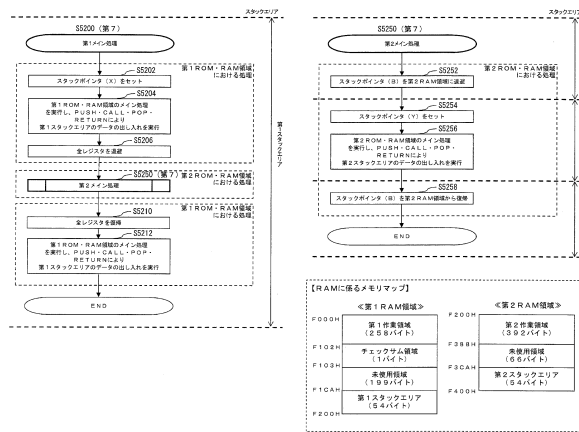 スタックエリア
S5200（第7）
第1メイン処理
第1ROM・RAM領域
における処理
S5202
スタックポインタ（X）をセット
S5204
第1ROM・RAM領域のメイン処理
を実行し、PUSH・CALL・POP・
RETURNにより
第1スタックエリアのデータの出し入れを実行
S5206
全レジスタを退避
S5250（第7）
第2ROM・RAM領域
における処理
第2メイン処理
第1ROM・RAM領域
における処理
S5210
全レジスタを復帰
S5212
第1ROM・RAM領域のメイン処理
を実行し、PUSH・CALL・POP・
RETURNにより
第1スタックエリアのデータの出し入れを実行
END
第1スタックエリア
スタックエリア
S5250（第7）
第2メイン処理
第2ROM・RAM領域
における処理
S5252
スタックポインタ（B）を第2RAM領域に退避
S5254
スタックポインタ（Y）をセット
S5256
第2ROM・RAM領域のメイン処理
を実行し、PUSH・CALL・POP・
RETURNにより
第2スタックエリアのデータの出し入れを実行
S5258
スタックポインタ（B）を第2RAM領域から復帰
END
【RAMに係るメモリマップ】
≪第1RAM領域≫
F000H
第1作業領域
（258バイト）
F102H
チェックサム領域
（1バイト）
F103H
未使用領域
（199バイト）
F1CAH
第1スタックエリア
（54バイト）
F200H
≪第2RAM領域≫
F200H
第2作業領域
（392バイト）
F388H
未使用領域
（66バイト）
F3CAH
第2スタックエリア
（54バイト）
F400H